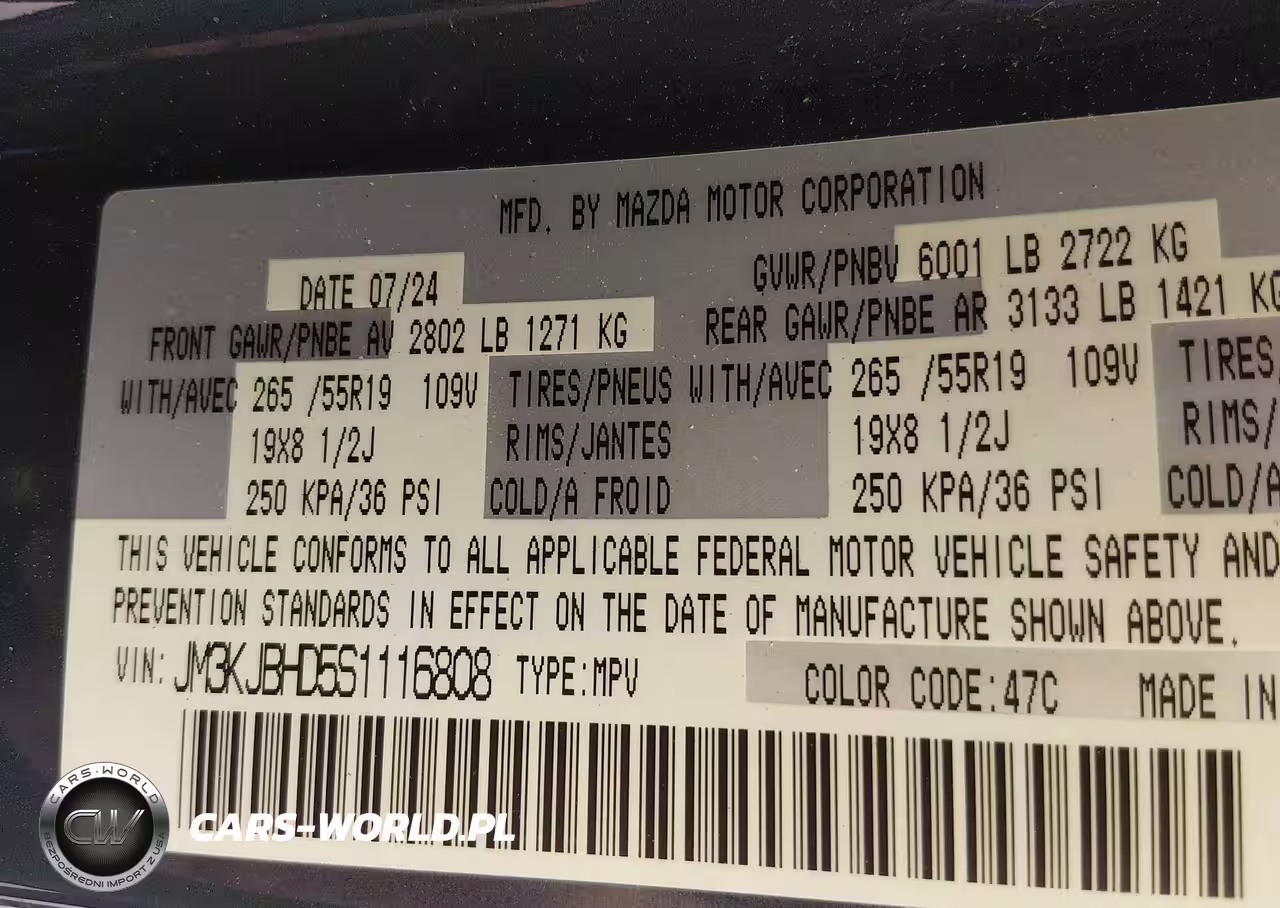 MFD. BY MAZDA MOTOR CORPORATION
DATE 07/24
GVWR/PNBV 6001 LB 2722 KG
FRONT GAWR/PNBE AV 2802 LB 1271 KG
REAR GAWR/PNBE AR 3133 LB 1421 KG
WITH/AVEC 265 /55R19 109V TIRES/PNEUS WITH/AVEC 265 /55R19 109V TIRES/
19X8 1/2J RIMS/JANTES 19X8 1/2J RIMS/
250 KPA/36 PSI COLD/A FROID 250 KPA/36 PSI COLD/A
THIS VEHICLE CONFORMS TO ALL APPLICABLE FEDERAL MOTOR VEHICLE SAFETY AND
PREVENTION STANDARDS IN EFFECT ON THE DATE OF MANUFACTURE SHOWN ABOVE.
VIN: JM3KJBHD5S1116808 TYPE:MPV COLOR CODE:47C MADE IN
CARS-WORLD
CW
BEZPOŚREDNI IMPORT Z USA
CARS-WORLD.PL